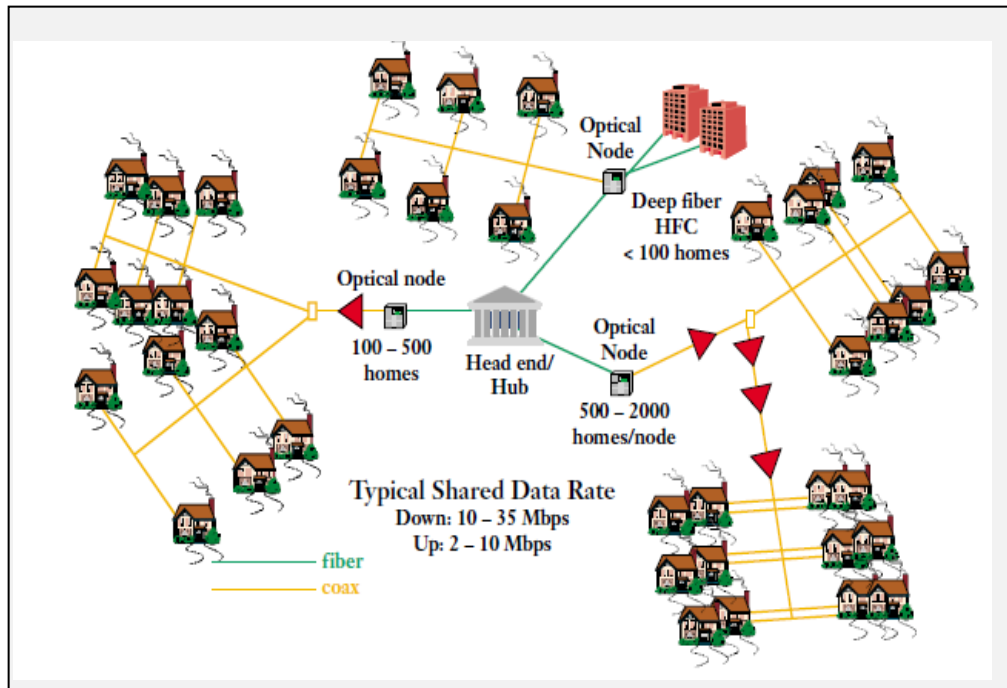 Optical
Node
Deep fiber
HFC
< 100 homes
Optical node
100 – 500
homes
Head end/
Hub
Optical
Node
500 – 2000
homes/node
Typical Shared Data Rate
Down: 10 – 35 Mbps
Up: 2 – 10 Mbps
fiber
coax